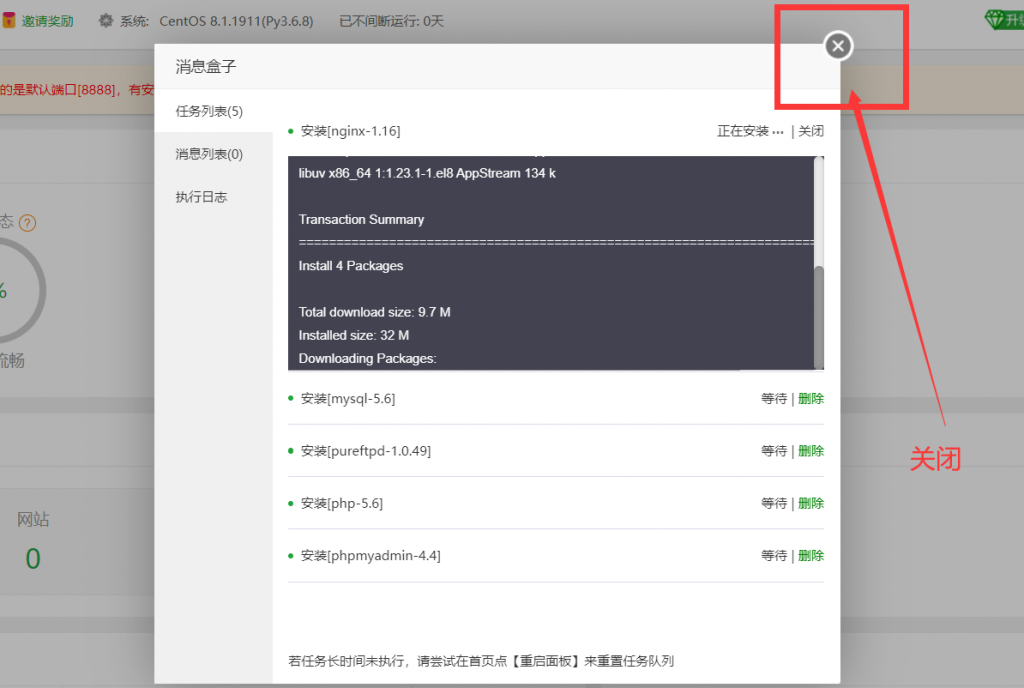 邀请奖励 系统: CentOS 8.1.1911(Py3.6.8) 已不间断运行: 0天 升
的是默认端口[8888]，有安
消息盒子
任务列表(5)
消息列表(0)
执行日志
安装[nginx-1.16] 正在安装 ··· | 关闭
libuv x86_64 1:1.23.1-1.el8 AppStream 134 k
Transaction Summary
================================================================================
Install 4 Packages
Total download size: 9.7 M
Installed size: 32 M
Downloading Packages:
安装[mysql-5.6] 等待 | 删除
安装[pureftpd-1.0.49] 等待 | 删除
安装[php-5.6] 等待 | 删除
安装[phpmyadmin-4.4] 等待 | 删除
若任务长时间未执行，请尝试在首页点【重启面板】来重置任务队列
态 ?
%
流畅
网站
0
关闭